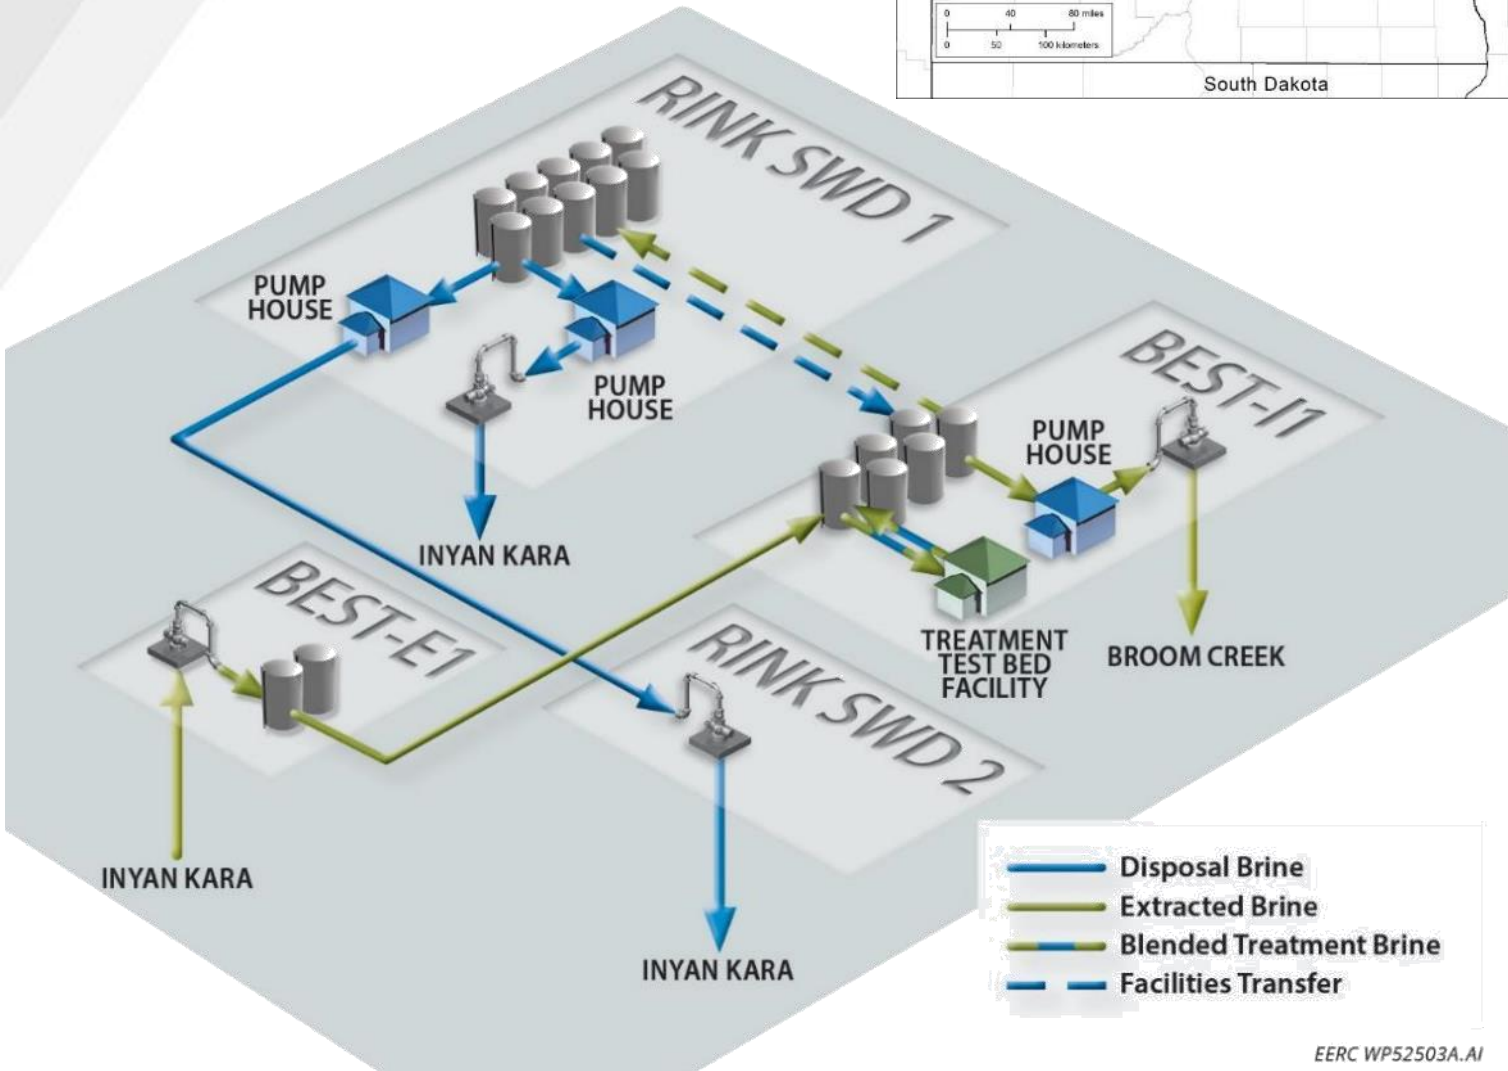 0 40 80 miles
0 50 100 kilometers
South Dakota
RINK SWD 1
PUMP
HOUSE
PUMP
HOUSE
INYAN KARA
BEST-I1
PUMP
HOUSE
TREATMENT
TEST BED
FACILITY
BROOM CREEK
BEST-E1
INYAN KARA
RINK SWD 2
INYAN KARA
Disposal Brine
Extracted Brine
Blended Treatment Brine
Facilities Transfer
EERC WP52503A.AI